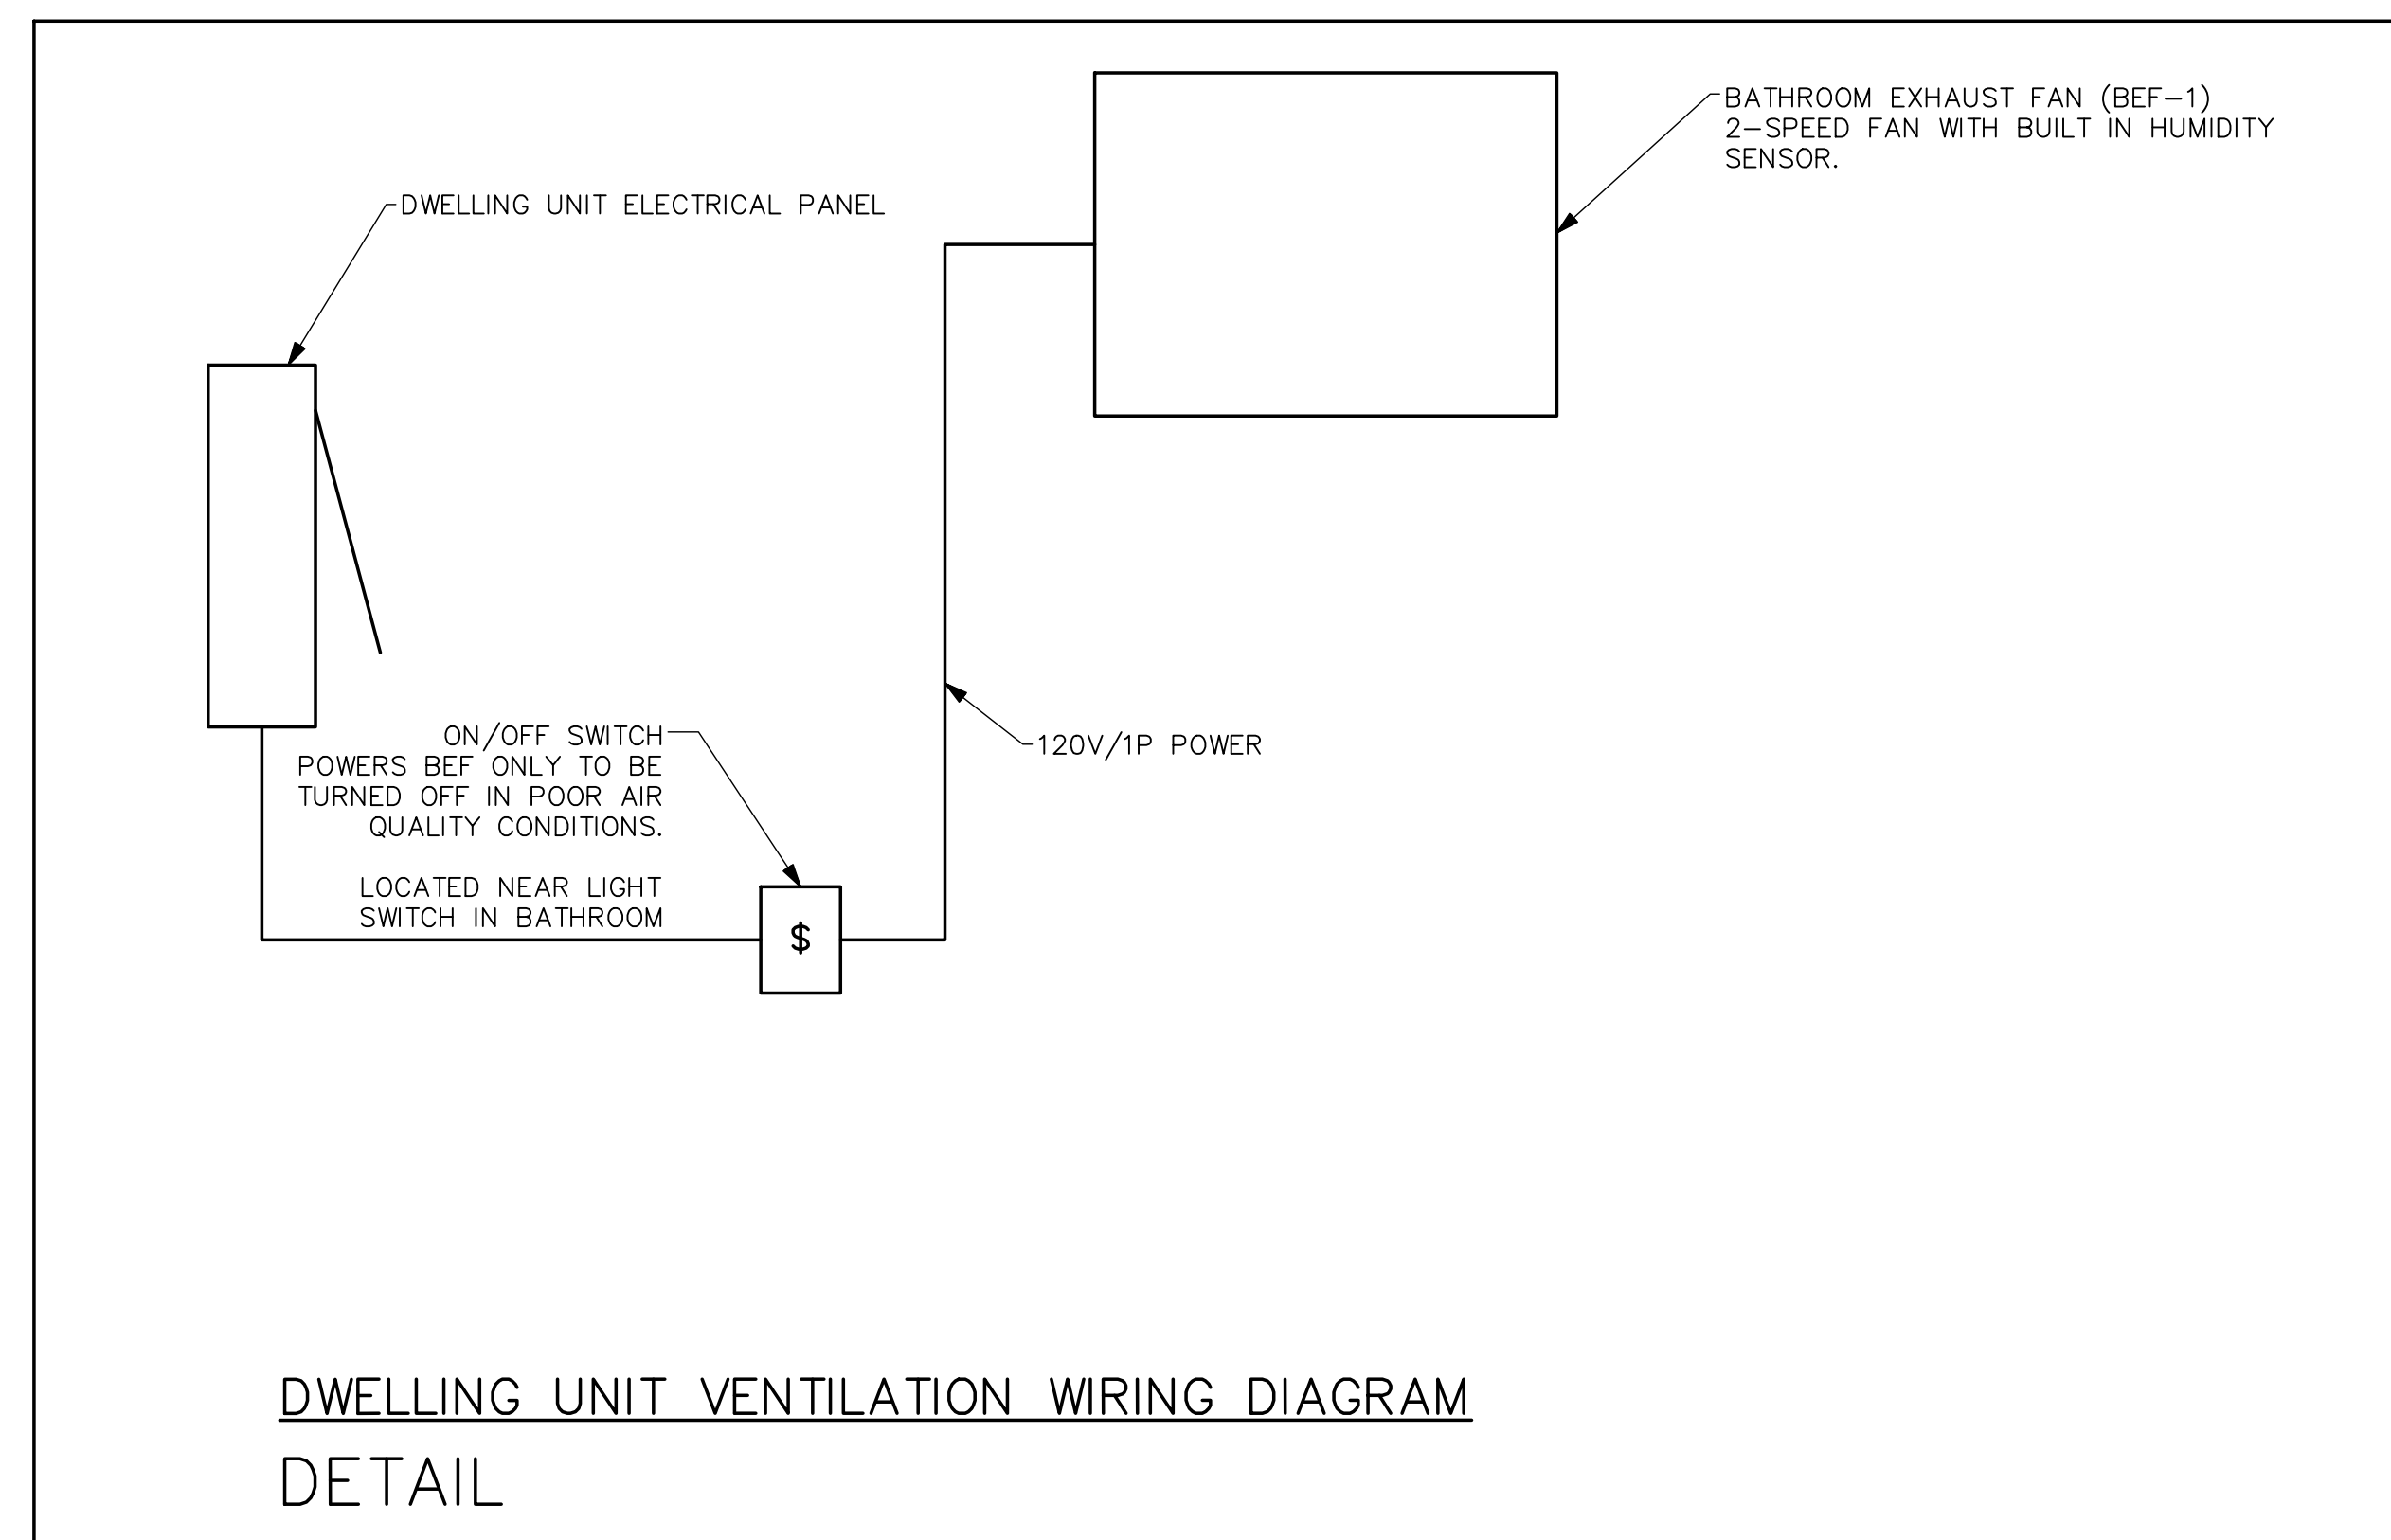 BATHROOM EXHAUST FAN (BEF-1)
2-SPEED FAN WITH BUILT IN HUMIDITY
SENSOR.
DWELLING UNIT ELECTRICAL PANEL
ON/OFF SWITCH
POWERS BEF ONLY TO BE
TURNED OFF IN POOR AIR
QUALITY CONDITIONS.
LOCATED NEAR LIGHT
SWITCH IN BATHROOM
120V/1P POWER
$
DWELLING UNIT VENTILATION WIRING DIAGRAM
DETAIL